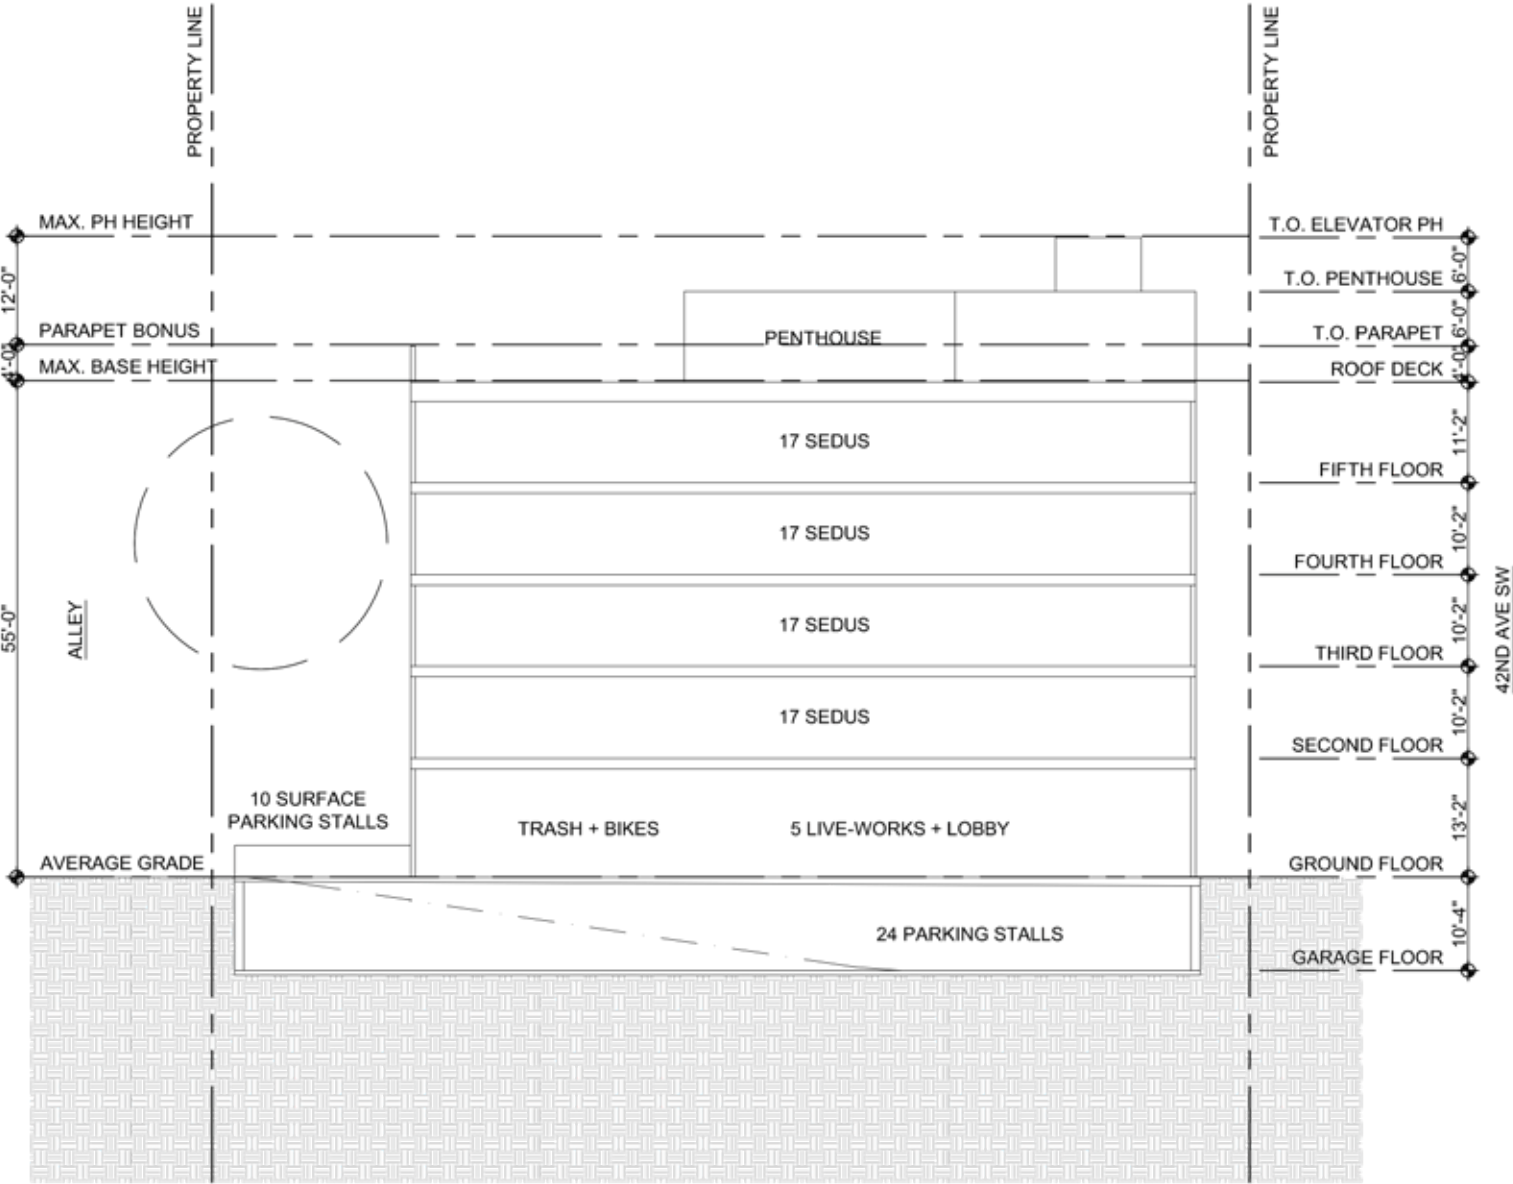 PROPERTY LINE
PROPERTY LINE
MAX. PH HEIGHT
T.O. ELEVATOR PH
12'-0"
6'-0"
T.O. PENTHOUSE
PARAPET BONUS
PENTHOUSE
6'-0"
T.O. PARAPET
4'-0"
MAX. BASE HEIGHT
4'-0"
ROOF DECK
17 SEDUS
11'-2"
FIFTH FLOOR
17 SEDUS
10'-2"
FOURTH FLOOR
55'-0"
ALLEY
17 SEDUS
10'-2"
42ND AVE SW
THIRD FLOOR
17 SEDUS
10'-2"
SECOND FLOOR
10 SURFACE
PARKING STALLS
TRASH + BIKES
5 LIVE-WORKS + LOBBY
13'-2"
AVERAGE GRADE
GROUND FLOOR
24 PARKING STALLS
10'-4"
GARAGE FLOOR